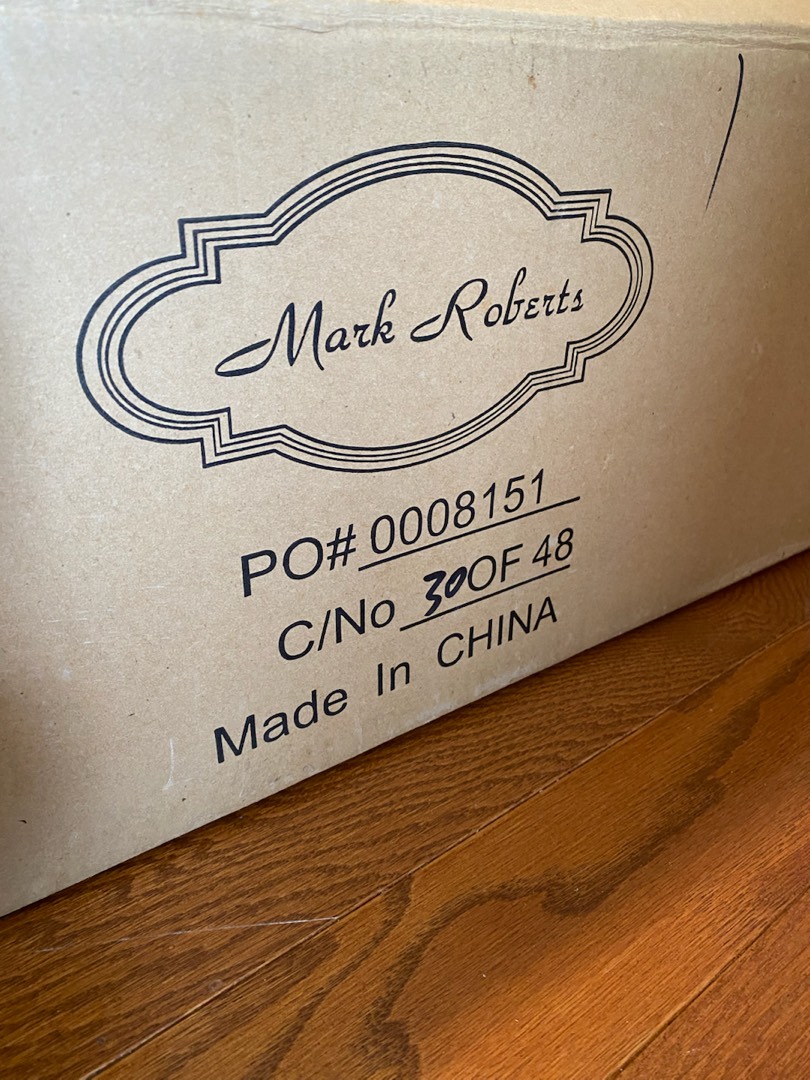 Mark Roberts
PO# 0008151
C/No 30 OF 48
Made In CHINA